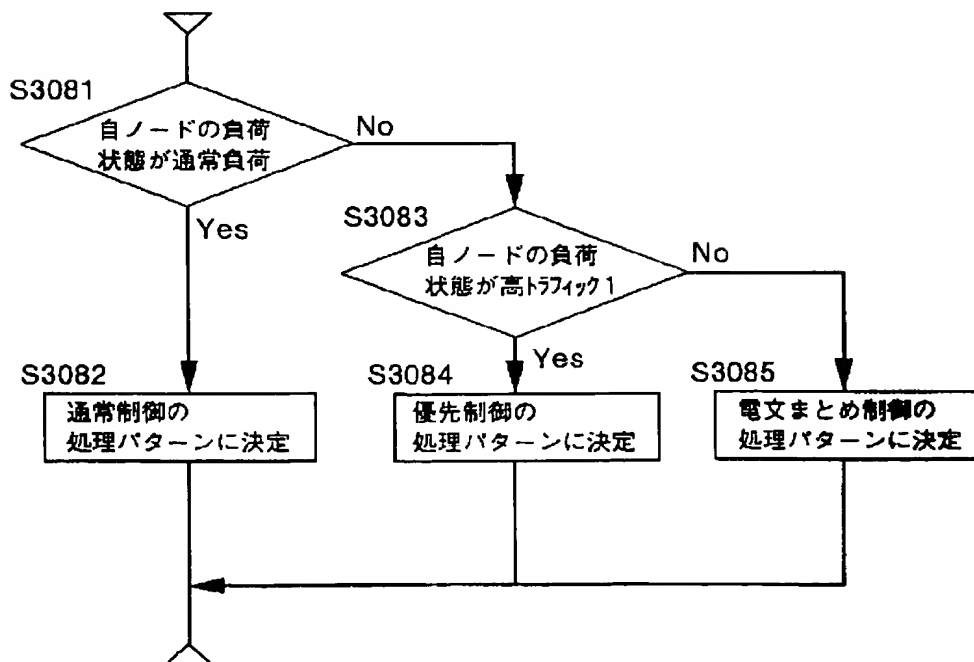 S3081
自ノードの負荷
状態が通常負荷
No
Yes
S3083
自ノードの負荷
状態が高トラフィック1
No
Yes
S3082
通常制御の
処理パターンに決定
S3084
優先制御の
処理パターンに決定
S3085
電文まとめ制御の
処理パターンに決定